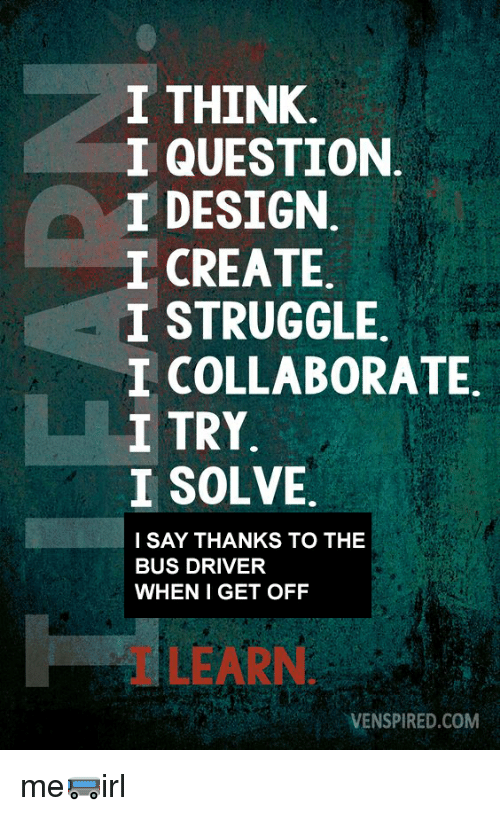 I THINK.
I QUESTION.
I DESIGN.
I CREATE.
I STRUGGLE.
I COLLABORATE.
I TRY.
I SOLVE.
I SAY THANKS TO THE
BUS DRIVER
WHEN I GET OFF
I LEARN.
I LEARN.
VENSPIRED.COM
me🚌irl